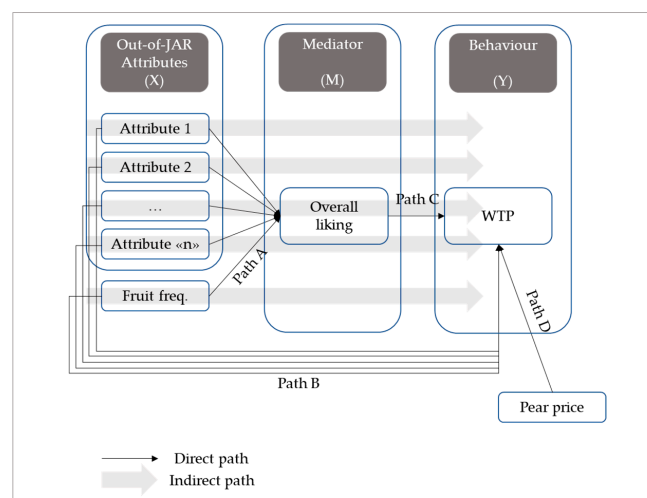 Out-of-JAR
Attributes
(X)
Mediator
(M)
Behaviour
(Y)
Attribute 1
Attribute 2
…
Attribute «n»
Fruit freq.
Path A
Overall
liking
Path C
WTP
Path D
Path B
Pear price
Direct path
Indirect path